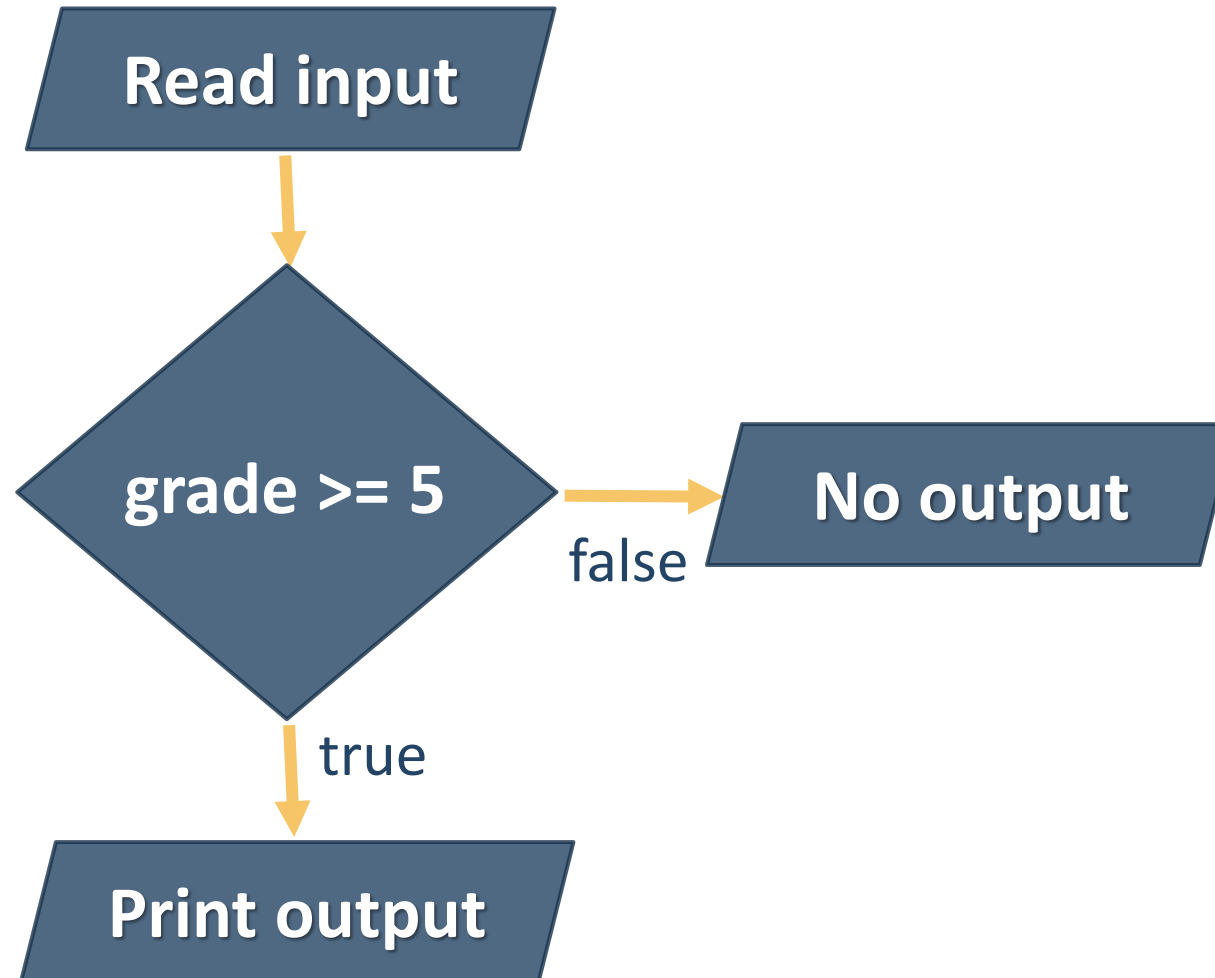 Read input
grade >= 5
false
No output
true
Print output